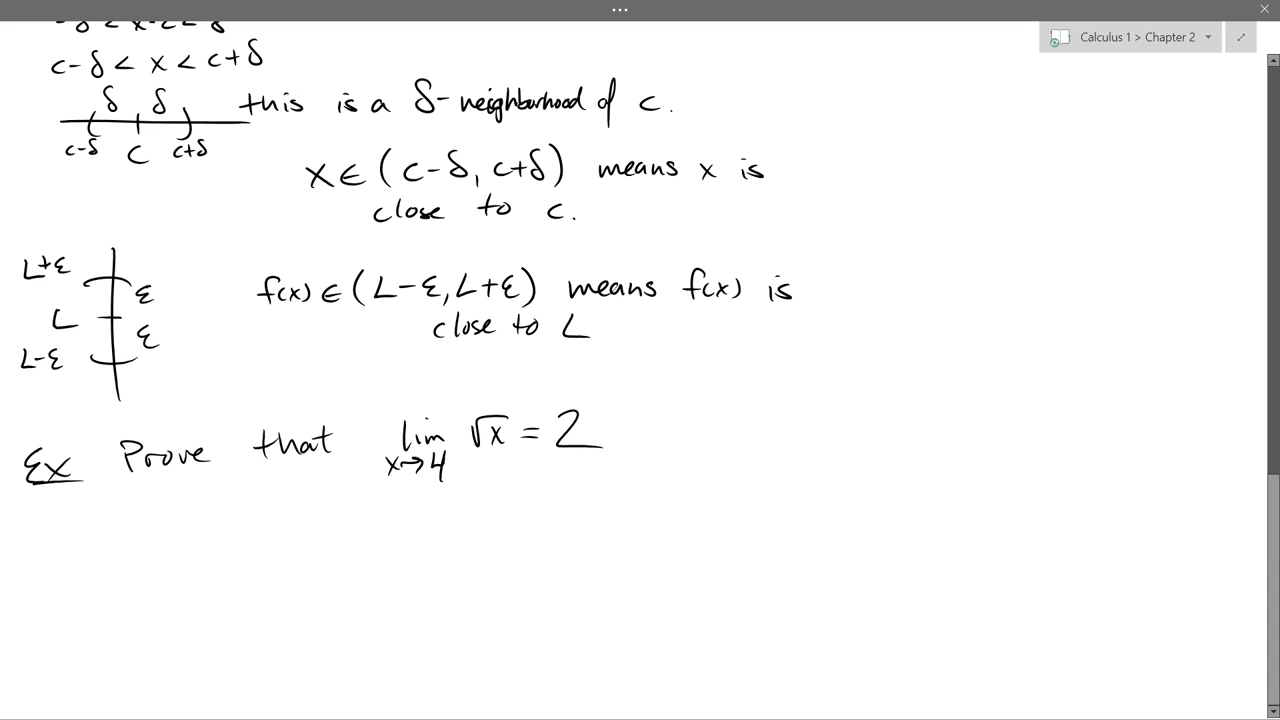 Calculus 1 > Chapter 2
c-δ < x < c+δ
δ δ
c-δ c c+δ
this is a δ-neighborhood of c.
x ∈ (c-δ, c+δ) means x is
close to c.
L+ε
L
L-ε
ε
ε
f(x) ∈ (L-ε, L+ε) means f(x) is
close to L
Ex Prove that lim √x = 2
x→4